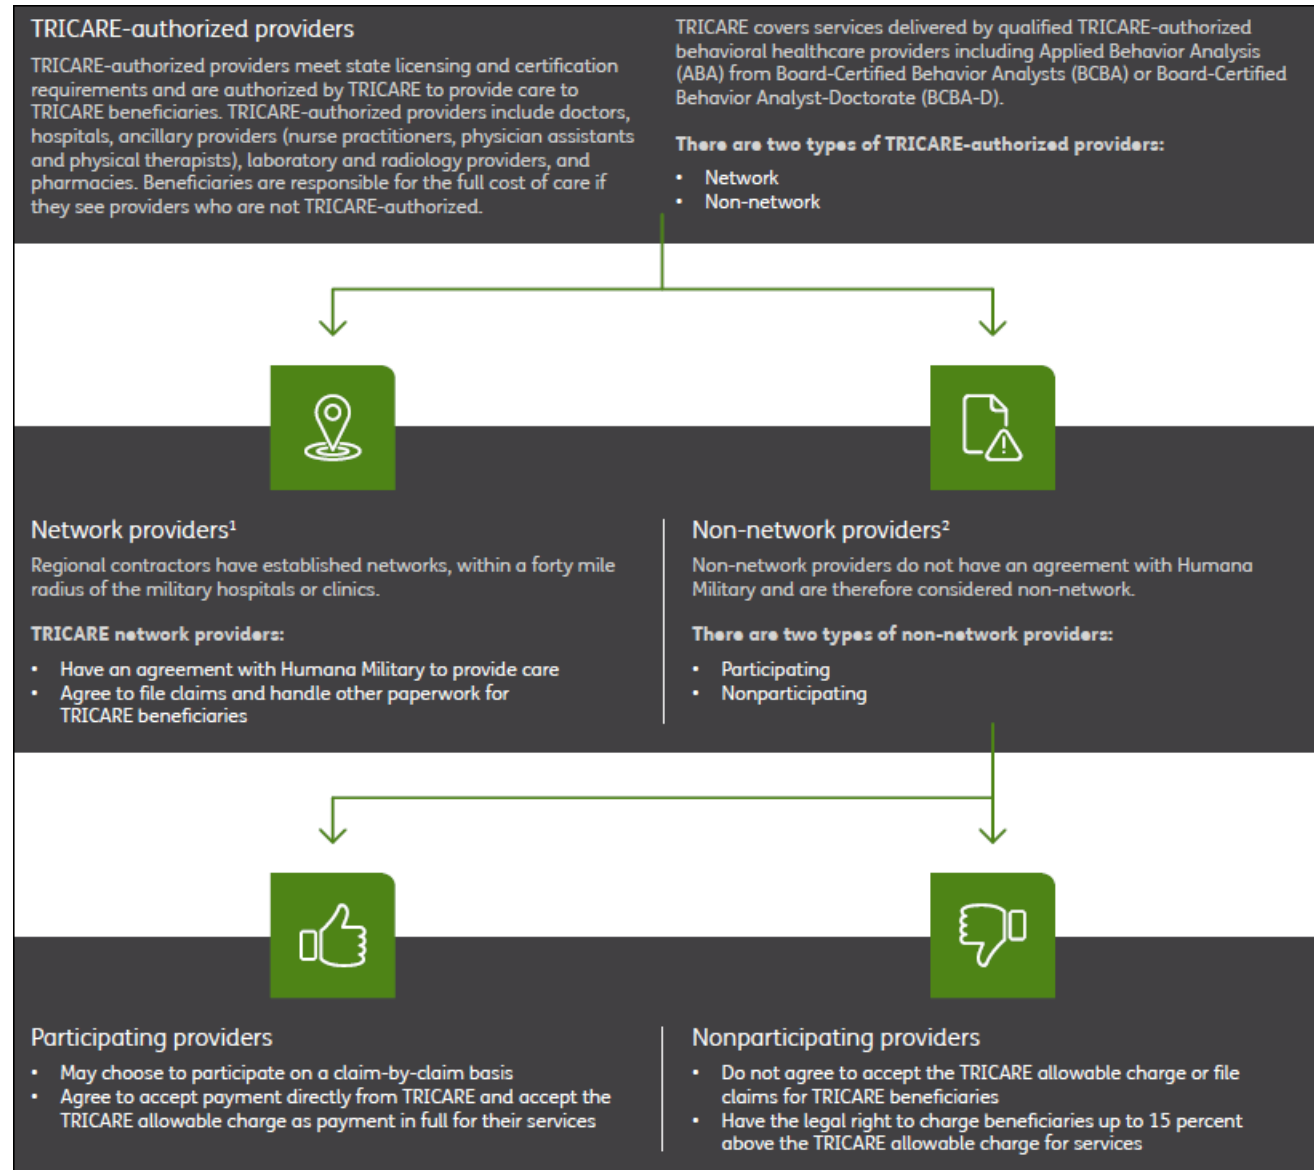 TRICARE-authorized providers
TRICARE-authorized providers meet state licensing and certification
requirements and are authorized by TRICARE to provide care to
TRICARE beneficiaries. TRICARE-authorized providers include doctors,
hospitals, ancillary providers (nurse practitioners, physician assistants
and physical therapists), laboratory and radiology providers, and
pharmacies. Beneficiaries are responsible for the full cost of care if
they see providers who are not TRICARE-authorized.
TRICARE covers services delivered by qualified TRICARE-authorized
behavioral healthcare providers including Applied Behavior Analysis
(ABA) from Board-Certified Behavior Analysts (BCBA) or Board-Certified
Behavior Analyst-Doctorate (BCBA-D).
There are two types of TRICARE-authorized providers:
• Network
• Non-network
Network providers¹
Regional contractors have established networks, within a forty mile
radius of the military hospitals or clinics.
TRICARE network providers:
• Have an agreement with Humana Military to provide care
• Agree to file claims and handle other paperwork for
TRICARE beneficiaries
Non-network providers²
Non-network providers do not have an agreement with Humana
Military and are therefore considered non-network.
There are two types of non-network providers:
• Participating
• Nonparticipating
Participating providers
• May choose to participate on a claim-by-claim basis
• Agree to accept payment directly from TRICARE and accept the
TRICARE allowable charge as payment in full for their services
Nonparticipating providers
• Do not agree to accept the TRICARE allowable charge or file
claims for TRICARE beneficiaries
• Have the legal right to charge beneficiaries up to 15 percent
above the TRICARE allowable charge for services